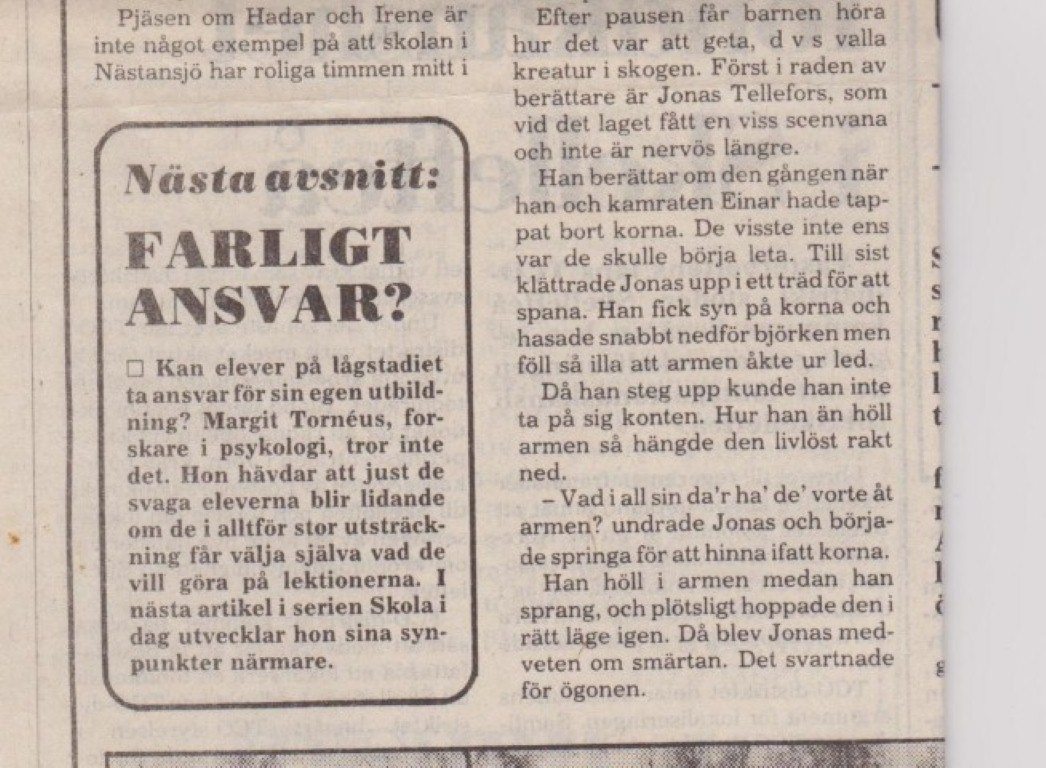 Pjäsen om Hadar och Irene är
inte något exempel på att skolan i
Nästansjö har roliga timmen mitt i
Nästa avsnitt:
FARLIGT
ANSVAR?
□ Kan elever på lågstadiet
ta ansvar för sin egen utbild-
ning? Margit Tornéus, for-
skare i psykologi, tror inte
det. Hon hävdar att just de
svaga eleverna blir lidande
om de i alltför stor utsträck-
ning får välja själva vad de
vill göra på lektionerna. I
nästa artikel i serien Skola i
dag utvecklar hon sina syn-
punkter närmare.
Efter pausen får barnen höra
hur det var att geta, d v s valla
kreatur i skogen. Först i raden av
berättare är Jonas Tellefors, som
vid det laget fått en viss scenvana
och inte är nervös längre.
Han berättar om den gången när
han och kamraten Einar hade tap-
pat bort korna. De visste inte ens
var de skulle börja leta. Till sist
klättrade Jonas upp i ett träd för att
spana. Han fick syn på korna och
hasade snabbt nedför björken men
föll så illa att armen åkte ur led.
Då han steg upp kunde han inte
ta på sig konten. Hur han än höll
armen så hängde den livlöst rakt
ned.
– Vad i all sin da'r ha' de' vorte åt
armen? undrade Jonas och börja-
de springa för att hinna ifatt korna.
Han höll i armen medan han
sprang, och plötsligt hoppade den i
rätt läge igen. Då blev Jonas med-
veten om smärtan. Det svartnade
för ögonen.